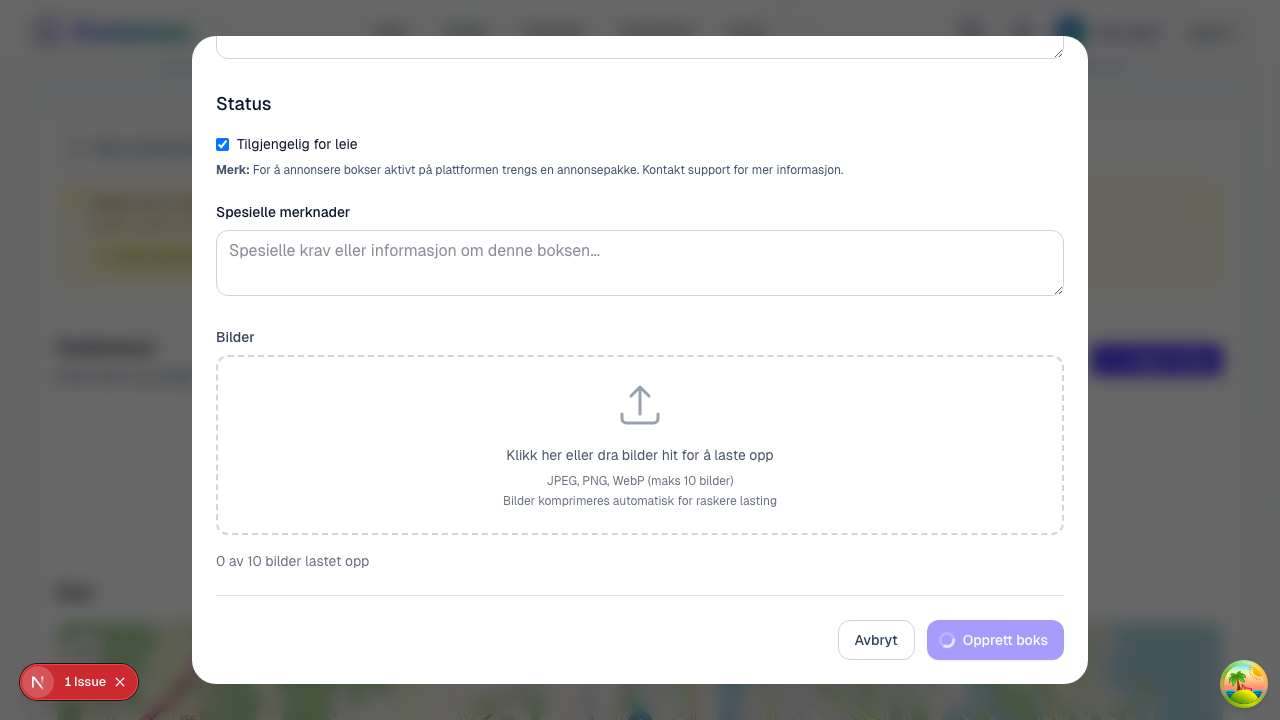 Status
Tilgjengelig for leie
Merk: For å annonsere bokser aktivt på plattformen trengs en annonsepakke. Kontakt support for mer informasjon.
Spesielle merknader
Spesielle krav eller informasjon om denne boksen...
Bilder
Klikk her eller dra bilder hit for å laste opp
JPEG, PNG, WebP (maks 10 bilder)
Bilder komprimeres automatisk for raskere lasting
0 av 10 bilder lastet opp
Avbryt
Opprett boks
N 1 Issue